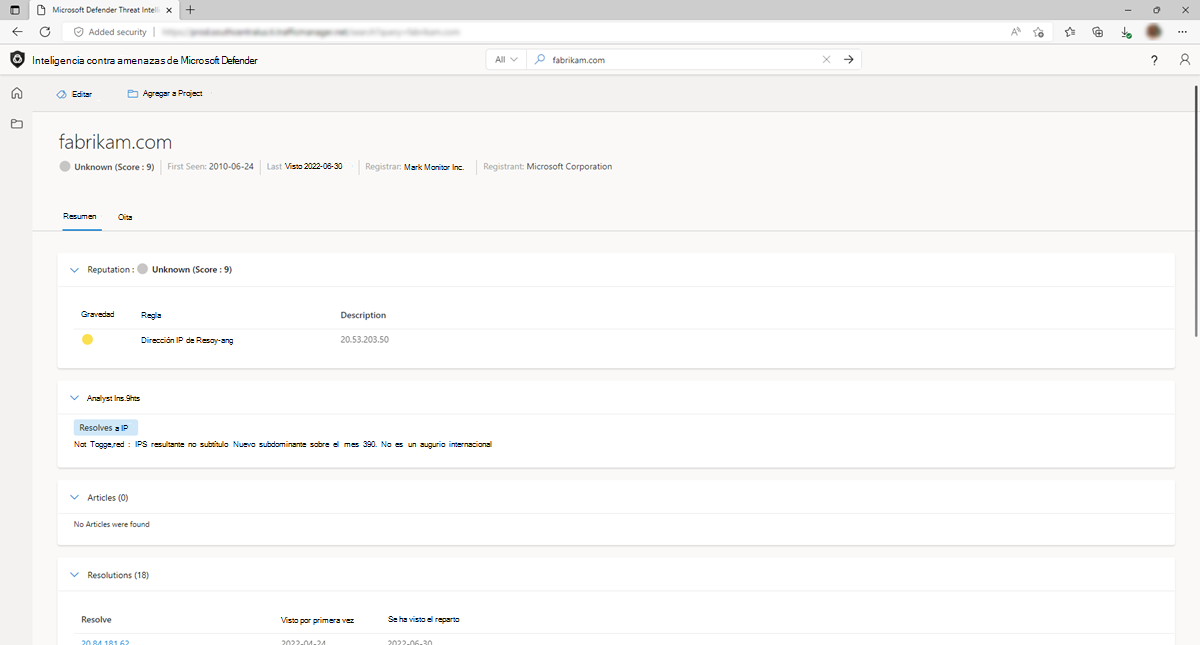 Microsoft Defender Threat Intelli
Added security
Inteligencia contra amenazas de Microsoft Defender
All
fabrikam.com
?
Editar
Agregar a Project
fabrikam.com
Unknown (Score : 9)
First Seen: 2010-06-24
Last Visto 2022-06-30
Registrar: Mark Monitor Inc.
Registrant: Microsoft Corporation
Resumen
Oita
Reputation : Unknown (Score : 9)
Gravedad Regla Description
Dirección IP de Resoy-ang 20.53.203.50
Analyst Ins.9hts
Resolves a IP
Not Togge,red : IPS resultante no subtítulo Nuevo subdominante sobre el mes 390. No es un augurio internacional
Articles (0)
No Articles were found
Resolutions (18)
Resolve Visto por primera vez Se ha visto el reparto
20.84.181.62 2022-04-24 2022-06-30